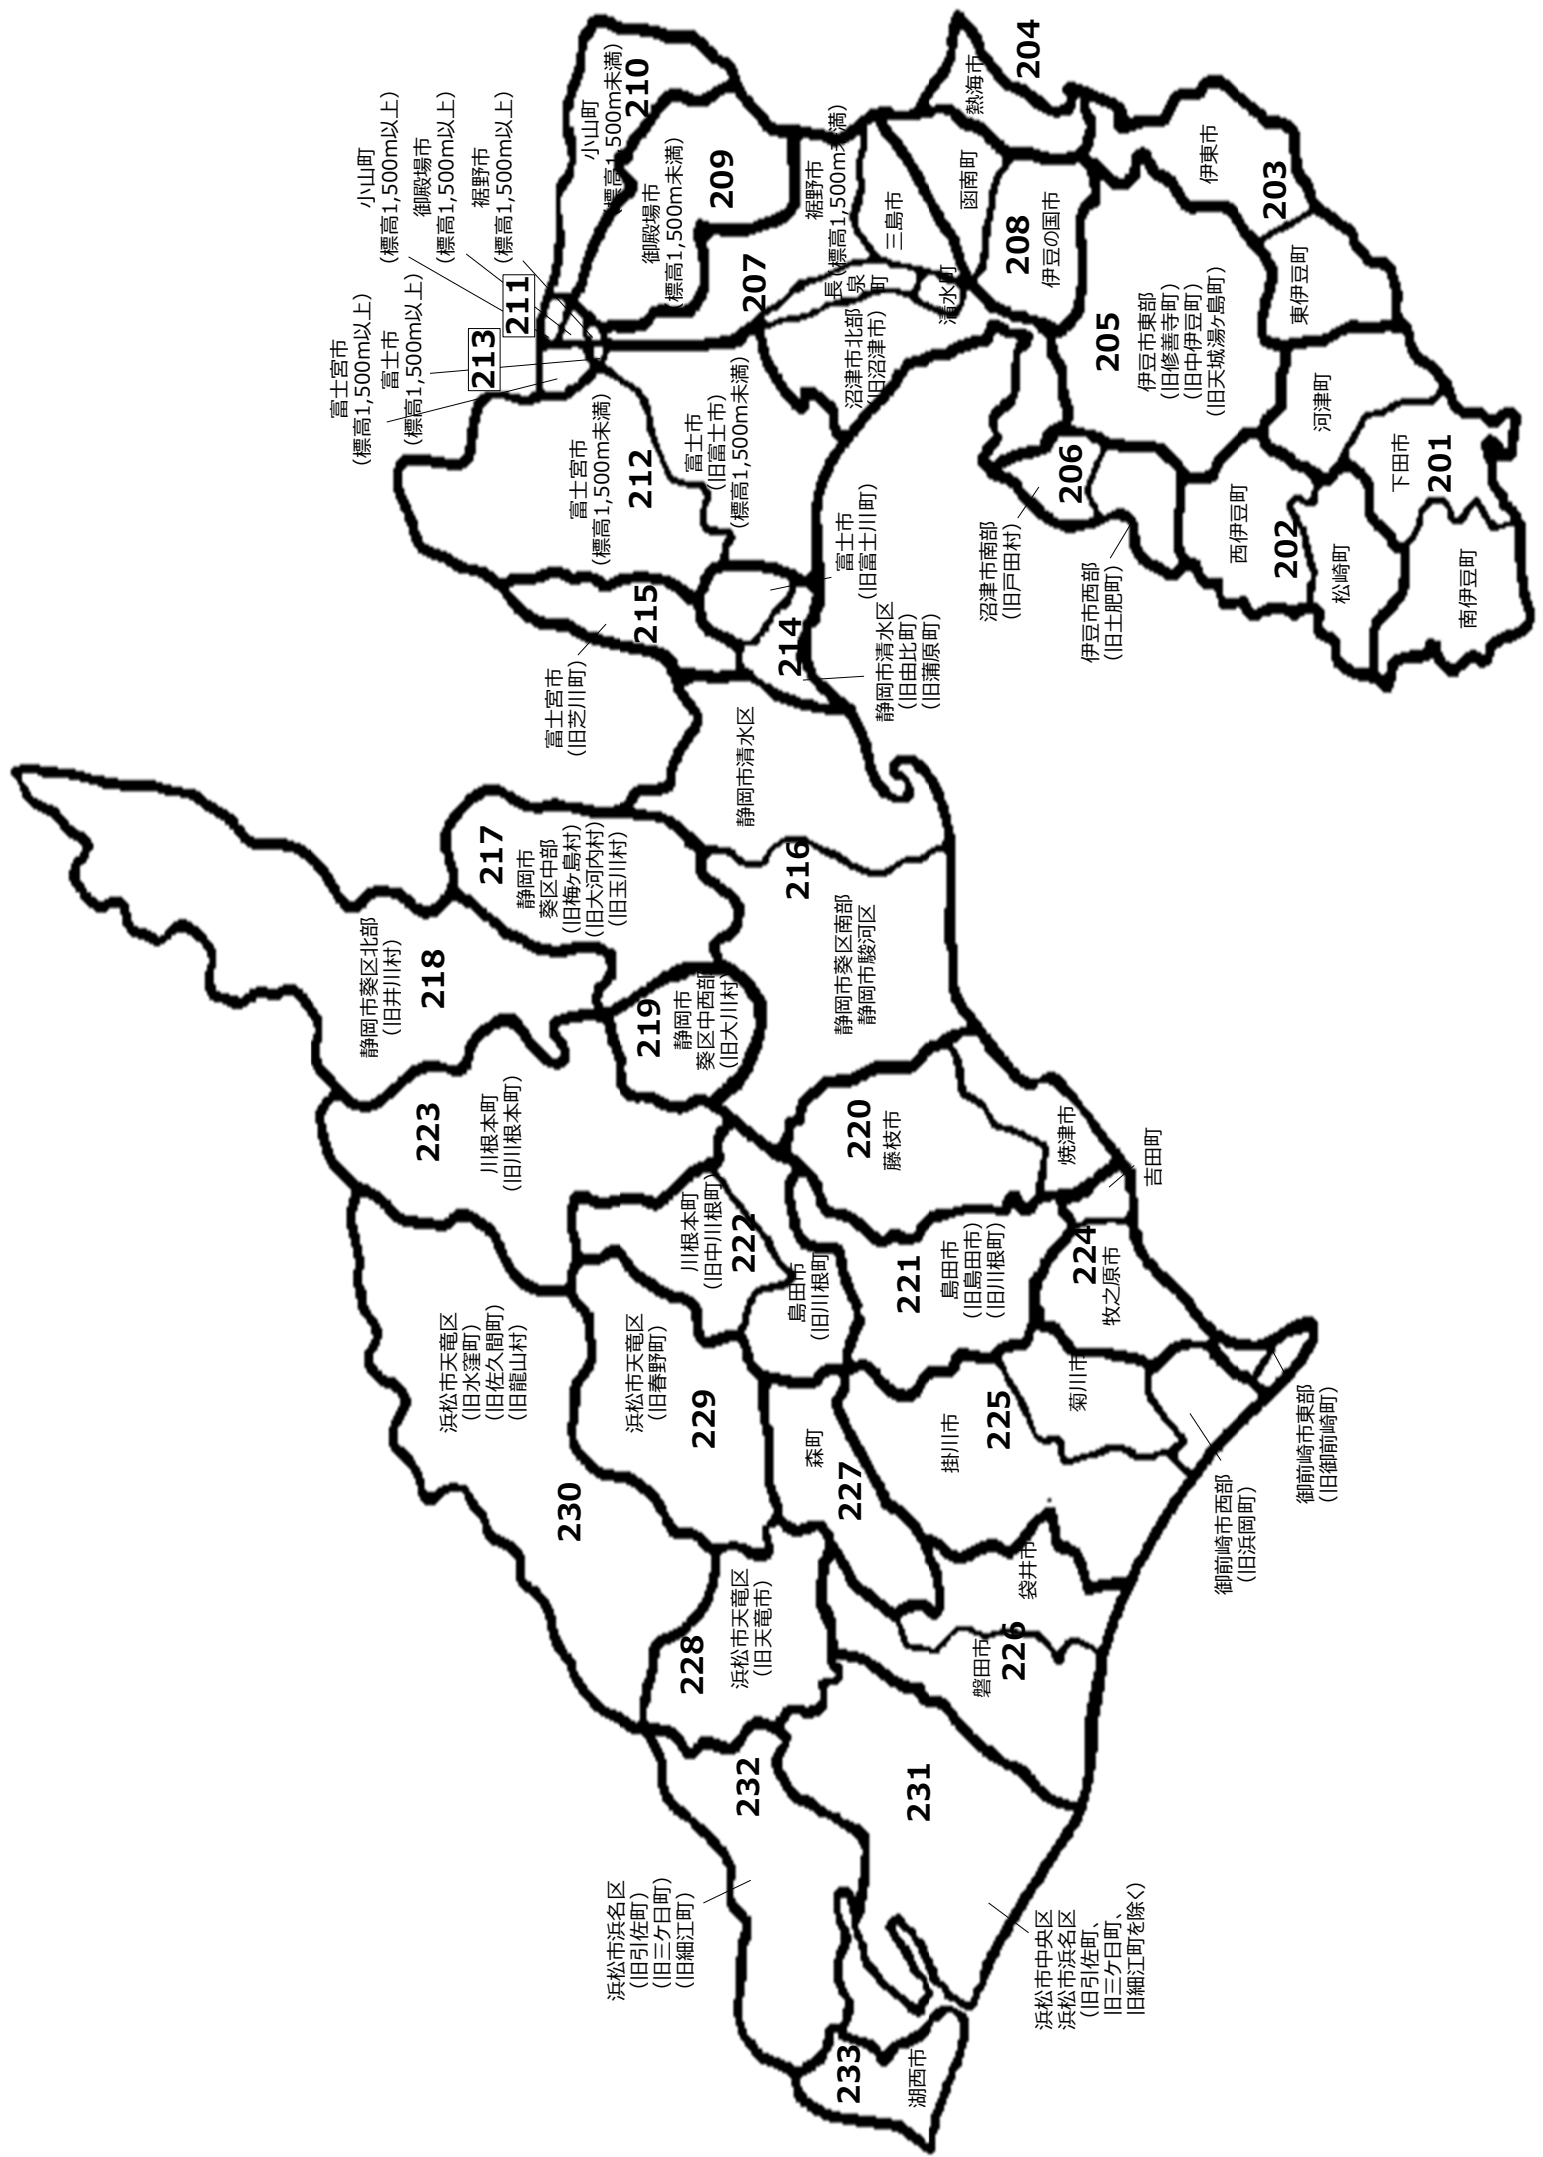 小山町
(標高1,500m以上)
御殿場市
(標高1,500m以上)
裾野市
(標高1,500m以上)
富士宮市
(標高1,500m以上)
富士市
(標高1,500m以上)
211
213
小山町
(標高1,500m未満)
210
御殿場市
(標高1,500m未満)
209
裾野市
(標高1,500m未満)
207
長泉町
三島市
清水町
沼津市北部
(旧沼津市)
熱海市
204
函南町
208
伊豆の国市
伊東市
203
東伊豆町
205
伊豆市東部
(旧修善寺町)
(旧中伊豆町)
(旧天城湯ヶ島町)
河津町
下田市
201
南伊豆町
西伊豆町
202
松崎町
206
沼津市南部
(旧戸田村)
伊豆市西部
(旧土肥町)
富士宮市
(標高1,500m未満)
212
富士市
(旧富士市)
(標高1,500m未満)
富士市
(旧富士川町)
214
静岡市清水区
(旧由比町)
(旧蒲原町)
215
富士宮市
(旧芝川町)
静岡市清水区
216
静岡市葵区南部
静岡市駿河区
217
静岡市
葵区中部
(旧梅ヶ島村)
(旧大河内村)
(旧玉川村)
静岡市葵区北部
(旧井川村)
218
219
静岡市
葵区中西部
(旧大川村)
223
川根本町
(旧川根本町)
220
藤枝市
焼津市
吉田町
川根本町
(旧中川根町)
222
島田市
(旧川根町)
221
島田市
(旧島田市)
(旧川根町)
224
牧之原市
御前崎市東部
(旧御前崎町)
御前崎市西部
(旧浜岡町)
225
掛川市
菊川市
森町
227
袋井市
226
磐田市
浜松市天竜区
(旧水窪町)
(旧佐久間町)
(旧龍山村)
230
浜松市天竜区
(旧春野町)
229
228
浜松市天竜区
(旧天竜市)
232
浜松市浜名区
(旧引佐町)
(旧三ケ日町)
(旧細江町)
231
浜松市中央区
浜松市浜名区
(旧引佐町、
旧三ケ日町、
旧細江町を除く)
233
湖西市